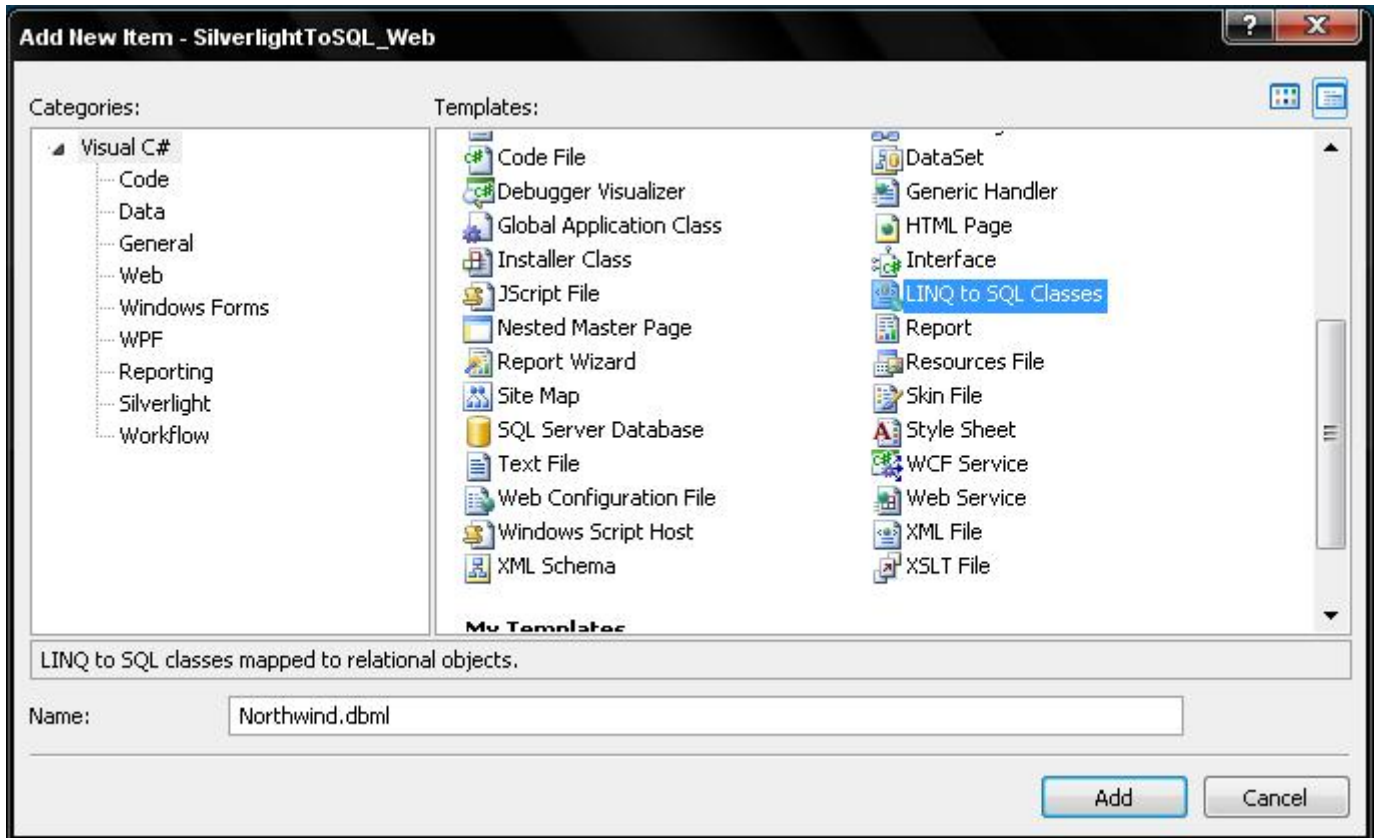 Add New Item - SilverlightToSQL_Web
Categories:
Templates:
Visual C#
Code
Data
General
Web
Windows Forms
WPF
Reporting
Silverlight
Workflow
Code File
DataSet
Debugger Visualizer
Generic Handler
Global Application Class
HTML Page
Installer Class
Interface
JScript File
LINQ to SQL Classes
Nested Master Page
Report
Report Wizard
Resources File
Site Map
Skin File
SQL Server Database
Style Sheet
Text File
WCF Service
Web Configuration File
Web Service
Windows Script Host
XML File
XML Schema
XSLT File
My Templates
LINQ to SQL classes mapped to relational objects.
Name:
Northwind.dbml
Add
Cancel